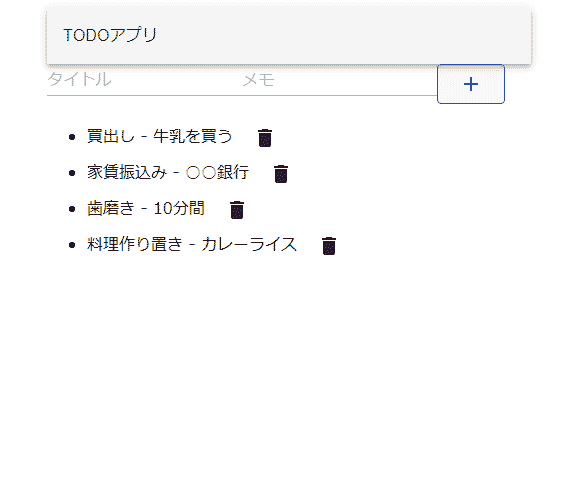 TODOアプリ
タイトル メモ
買出し - 牛乳を買う
家賃振込み - 〇〇銀行
歯磨き - 10分間
料理作り置き - カレーライス